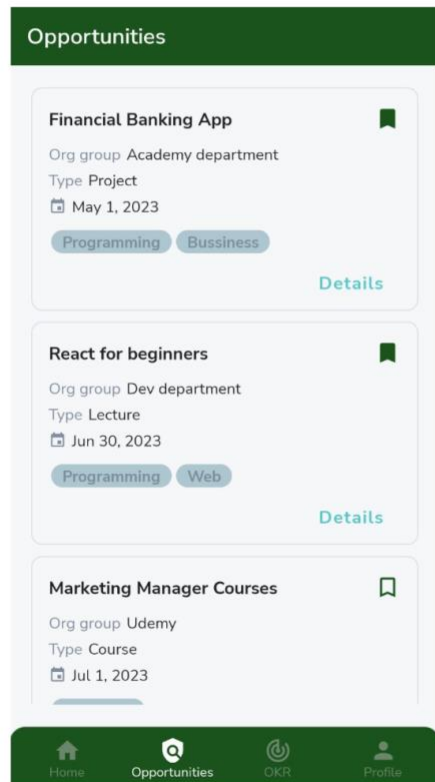 Opportunities
Financial Banking App
Org group Academy department
Type Project
May 1, 2023
Programming Bussiness
Details
React for beginners
Org group Dev department
Type Lecture
Jun 30, 2023
Programming Web
Details
Marketing Manager Courses
Org group Udemy
Type Course
Jul 1, 2023
Home Opportunities OKR Profile